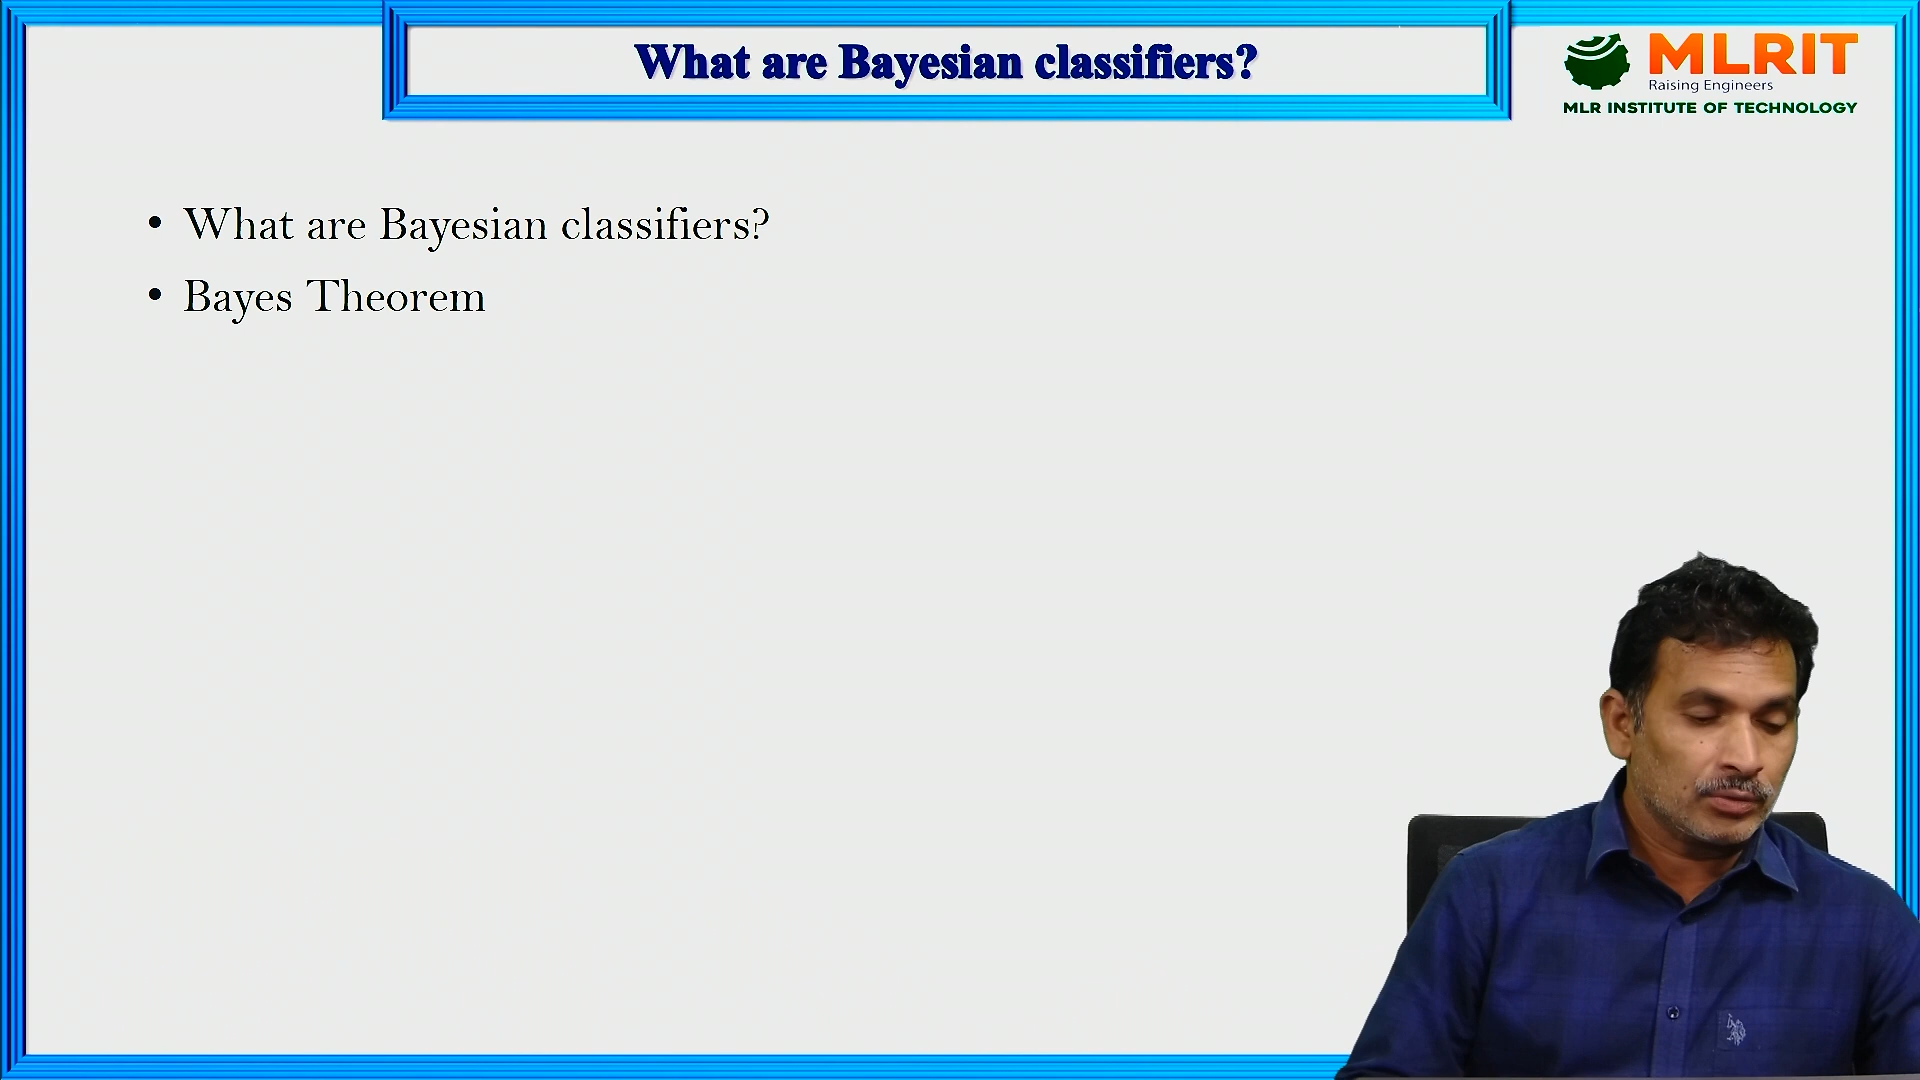 What are Bayesian classifiers?
MLRIT
Raising Engineers
MLR INSTITUTE OF TECHNOLOGY
• What are Bayesian classifiers?
• Bayes Theorem